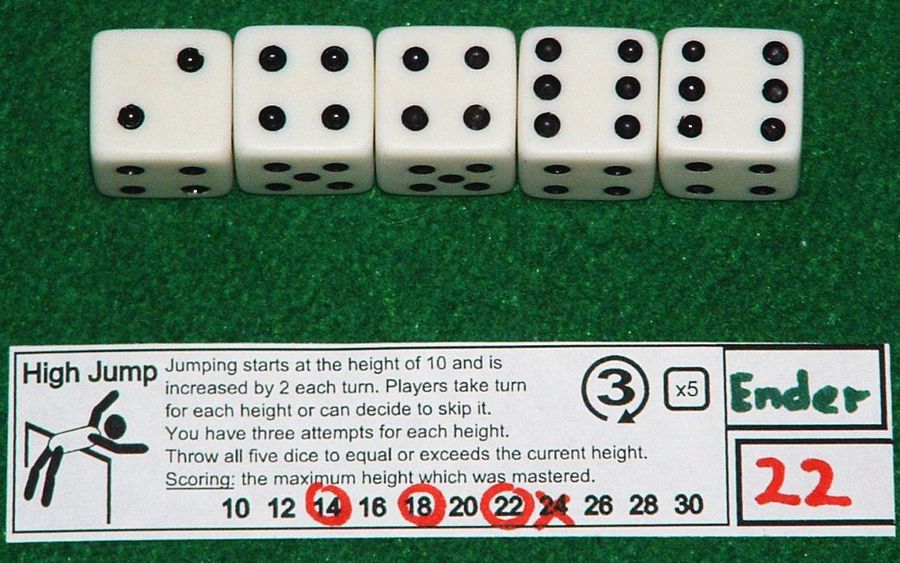 High Jump
Jumping starts at the height of 10 and is
increased by 2 each turn. Players take turn
for each height or can decide to skip it.
You have three attempts for each height.
Throw all five dice to equal or exceeds the current height.
Scoring: the maximum height which was mastered.
10 12 14 16 18 20 22 24 26 28 30
3
x5
Ender
22